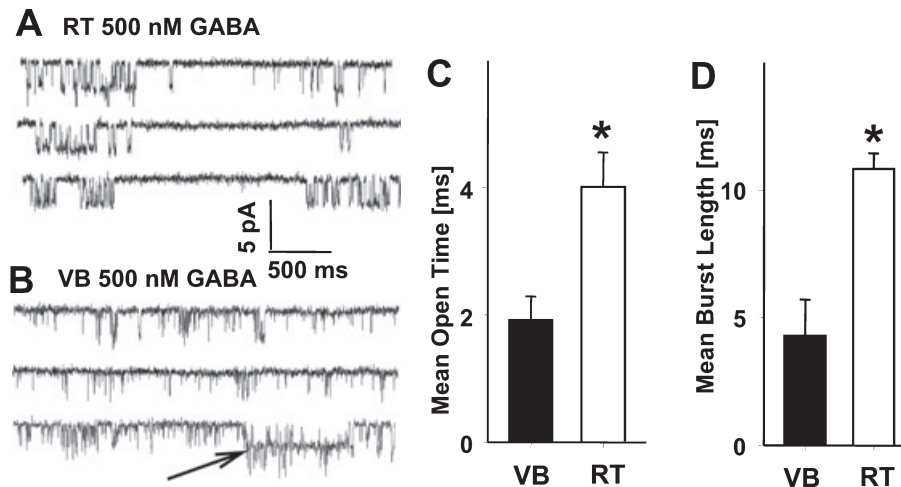 A RT 500 nM GABA
5 pA
500 ms
B VB 500 nM GABA
C
Mean Open Time [ms]
4
2
0
*
VB RT
D
Mean Burst Length [ms]
10
5
0
*
VB RT